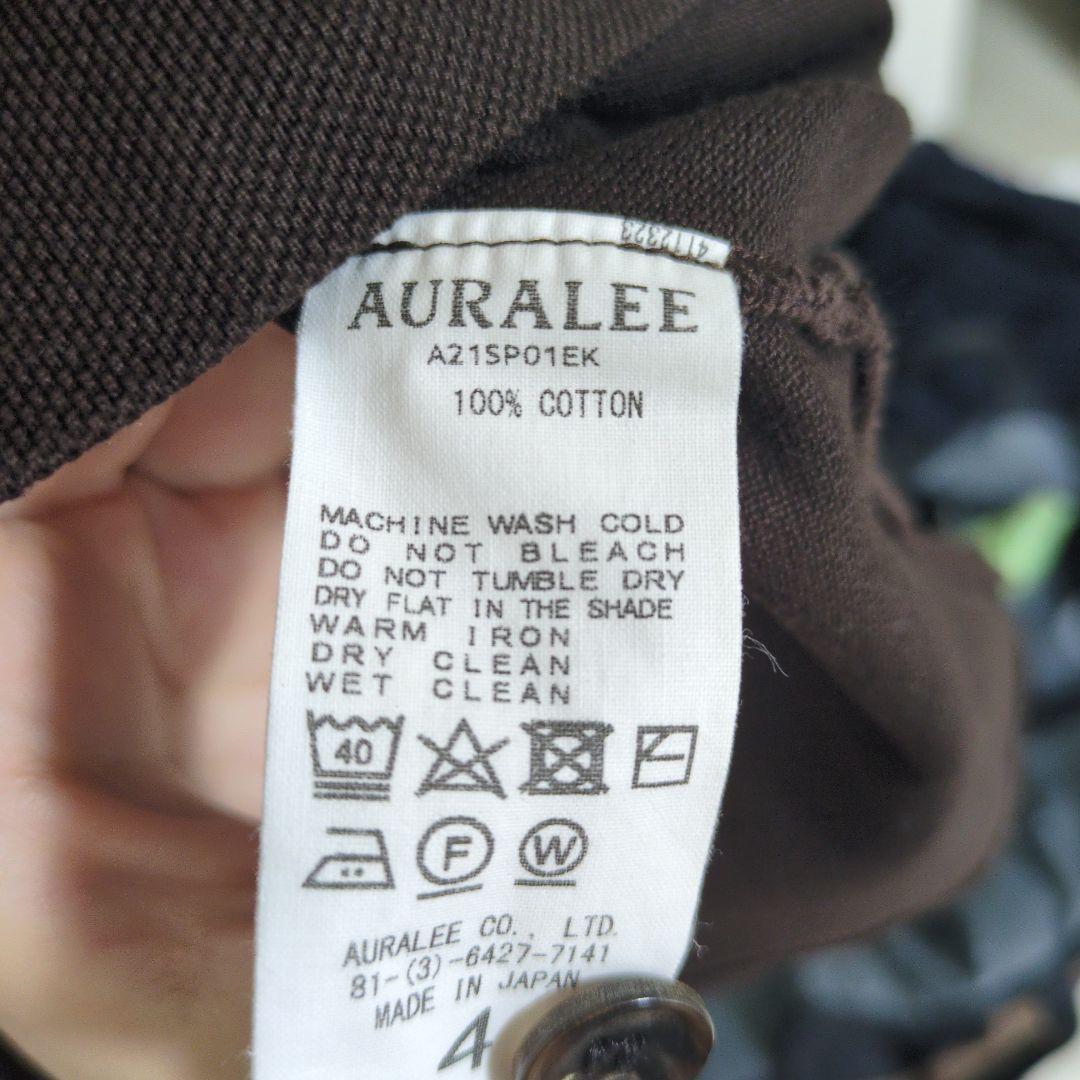 4112323
AURALEE
A21SP01EK
100% COTTON
MACHINE WASH COLD
DO NOT BLEACH
DO NOT TUMBLE DRY
DRY FLAT IN THE SHADE
WARM IRON
DRY CLEAN
WET CLEAN
40
F W
AURALEE CO., LTD.
81-(3)-6427-7141
MADE IN JAPAN
4